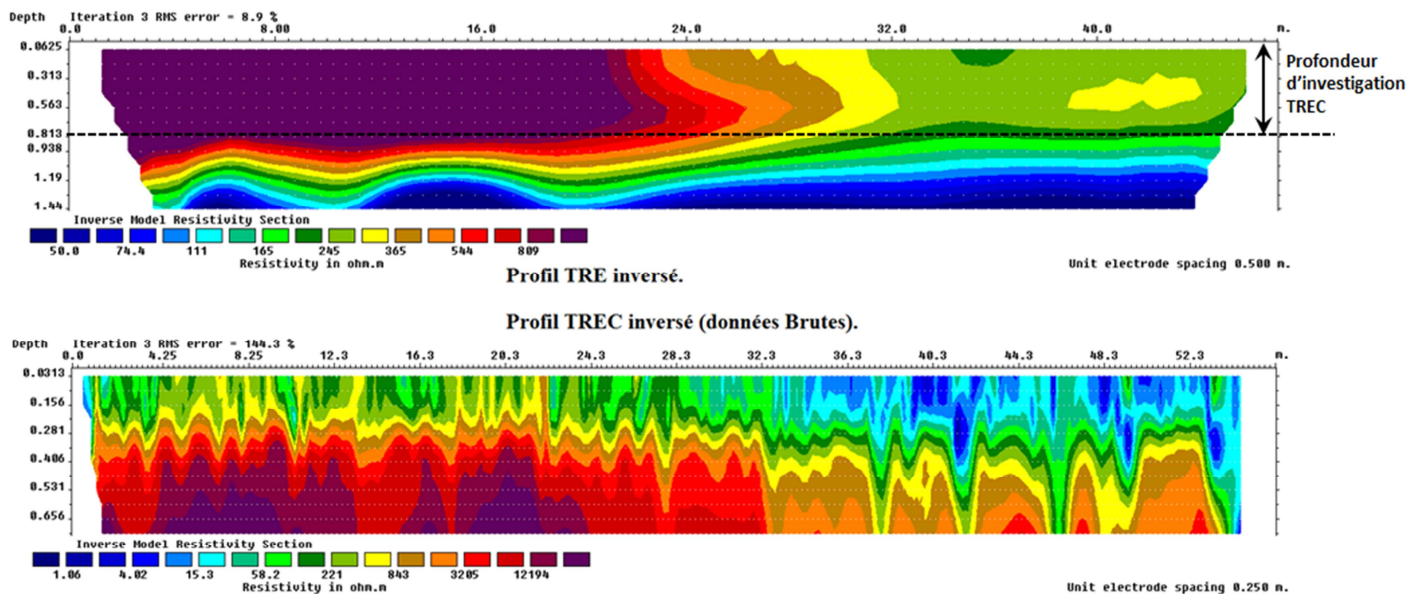 Depth Iteration 3 RMS error = 8.9 %
0.0 8.00 16.0 24.0 32.0 40.0 m.
0.0625
0.313
0.563
0.813
0.938
1.19
1.44
Profondeur
d'investigation
TREC
Inverse Model Resistivity Section
50.0 74.4 111 165 245 365 544 809
Resistivity in ohm.m
Unit electrode spacing 0.500 m.
Profil TRE inversé.
Profil TREC inversé (données Brutes).
Depth Iteration 3 RMS error = 144.3 %
0.0 4.25 8.25 12.3 16.3 20.3 24.3 28.3 32.3 36.3 40.3 44.3 48.3 52.3 m.
0.0313
0.156
0.281
0.406
0.531
0.656
Inverse Model Resistivity Section
1.06 4.02 15.3 58.2 221 843 3205 12194
Resistivity in ohm.m
Unit electrode spacing 0.250 m.